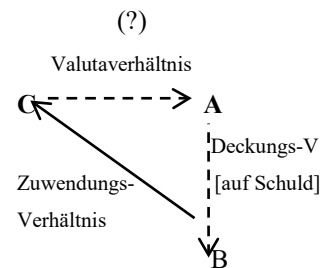 (?)
Valutaverhältnis
C A
Deckungs-V
Zuwendungs- [auf Schuld]
Verhältnis
B